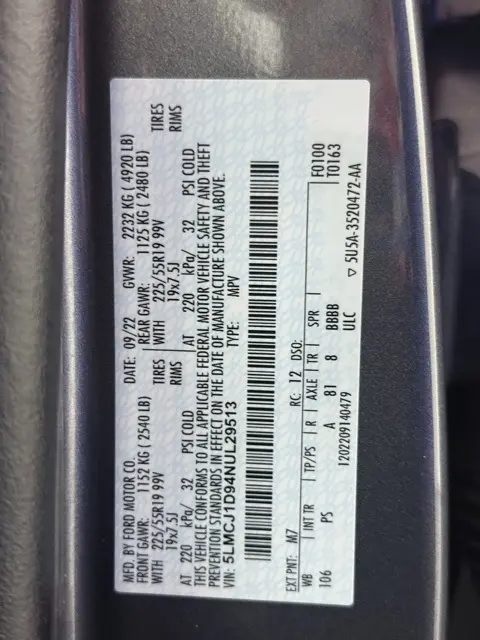 MFD. BY FORD MOTOR CO.
DATE: 09/22 GVWR: 2232 KG ( 4920 LB)
FRONT GAWR: 1152 KG ( 2540 LB)
REAR GAWR: 1125 KG ( 2480 LB)
WITH 225/55R19 99V TIRES
WITH 225/55R19 99V TIRES
19x7.5J RIMS
19x7.5J RIMS
AT 220 kPa/ 32 PSI COLD
AT 220 kPa/ 32 PSI COLD
THIS VEHICLE CONFORMS TO ALL APPLICABLE FEDERAL MOTOR VEHICLE SAFETY AND THEFT
PREVENTION STANDARDS IN EFFECT ON THE DATE OF MANUFACTURE SHOWN ABOVE.
VIN: 5LMCJ1D94NUL29513 TYPE: MPV
EXT PNT: M7 RC: 12 DSO: F0100
WB INT TR TP/PS R AXLE TR SPR T0163
106 PS A 81 8 BBBB
ULC ▽ 5U5A-3520472-AA
1202209140479